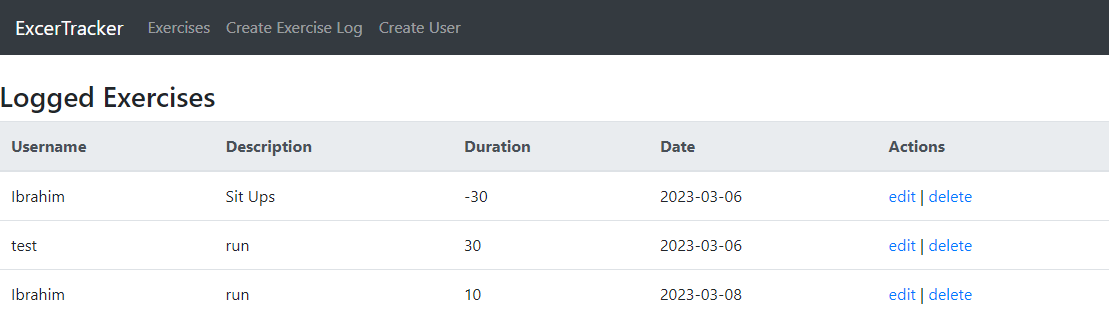 ExcerTracker Exercises Create Exercise Log Create User
Logged Exercises
Username Description Duration Date Actions
Ibrahim Sit Ups -30 2023-03-06 edit | delete
test run 30 2023-03-06 edit | delete
Ibrahim run 10 2023-03-08 edit | delete